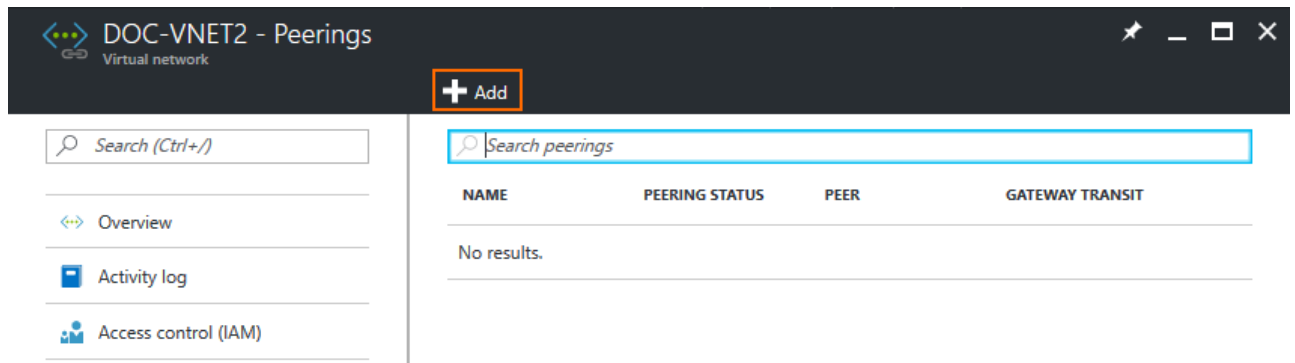 DOC-VNET2 - Peerings
Virtual network
Add
Search (Ctrl+/)
Search peerings
NAME PEERING STATUS PEER GATEWAY TRANSIT
Overview
No results.
Activity log
Access control (IAM)